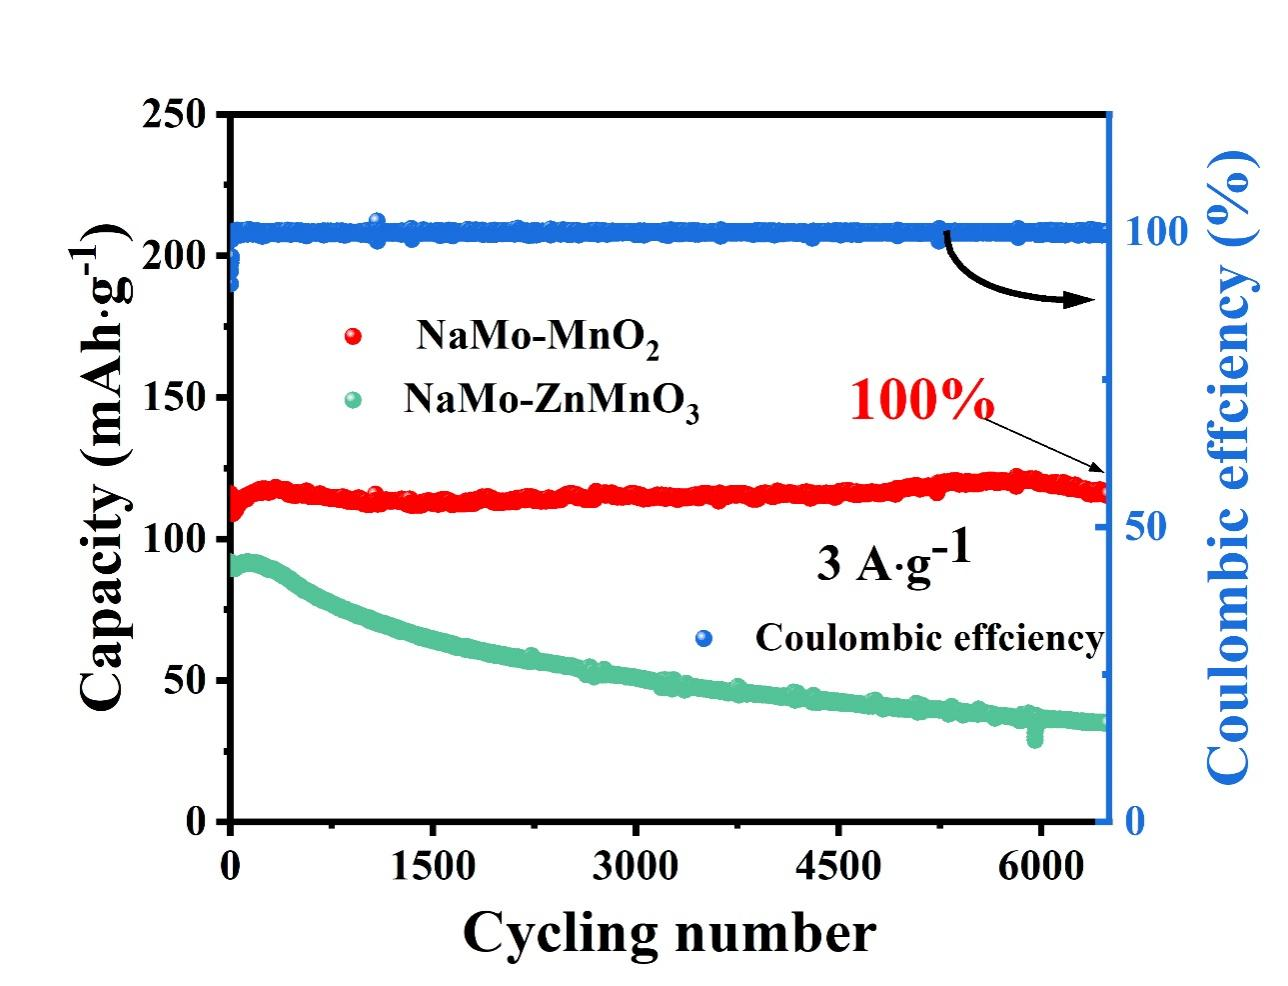 250
200
150
100
50
0
0
1500
3000
4500
6000
Cycling number
Capacity (mAh·g⁻¹)
NaMo-MnO₂
NaMo-ZnMnO₃
100%
3 A·g⁻¹
Coulombic effciency
100
50
0
Coulombic effciency (%)